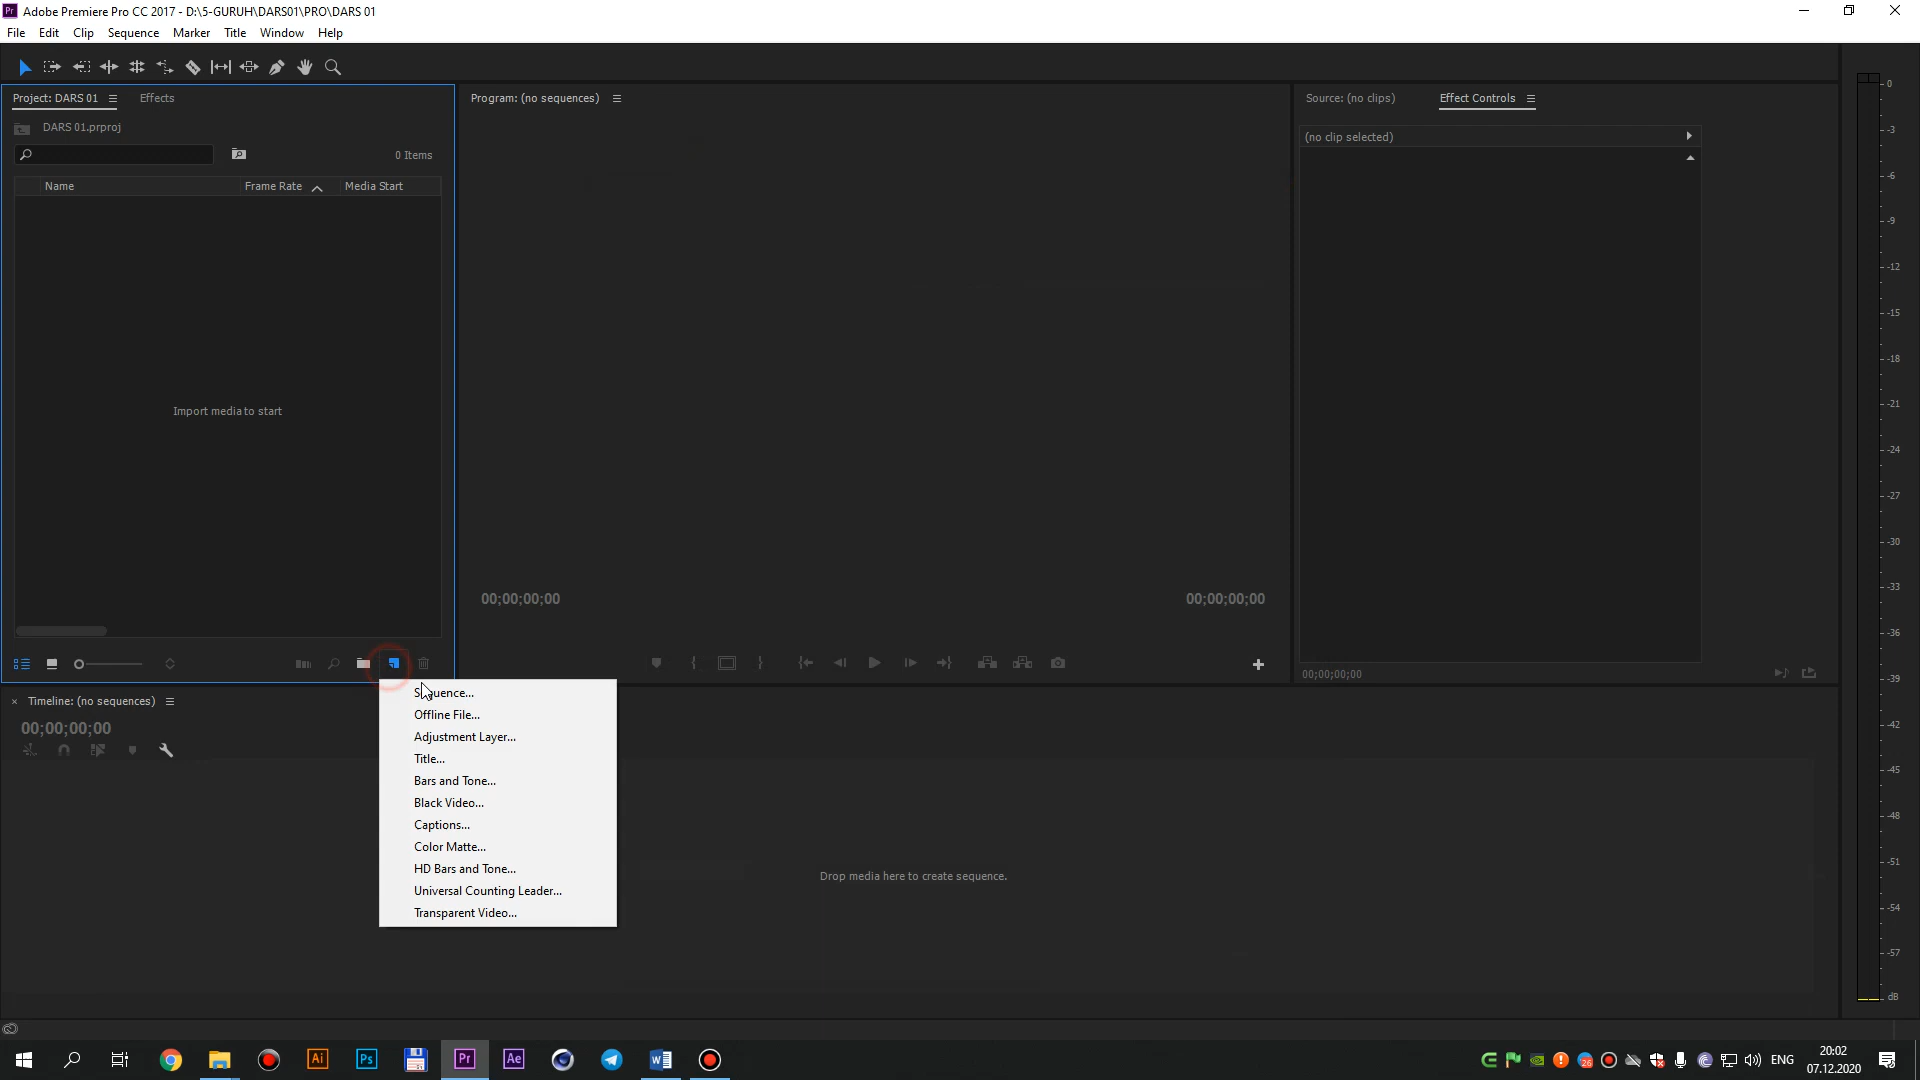 Adobe Premiere Pro CC 2017 - D:\5-GURUH\DARS01\PRO\DARS 01
File Edit Clip Sequence Marker Title Window Help
Project: DARS 01 Effects
Program: (no sequences)
Source: (no clips) Effect Controls
DARS 01.prproj
(no clip selected)
0 Items
Name Frame Rate Media Start
Import media to start
00;00;00;00 00;00;00;00
00;00;00;00
Timeline: (no sequences)
00;00;00;00
Sequence...
Offline File...
Adjustment Layer...
Title...
Bars and Tone...
Black Video...
Captions...
Color Matte...
HD Bars and Tone...
Universal Counting Leader...
Transparent Video...
Drop media here to create sequence.
0
-3
-6
-9
-12
-15
-18
-21
-24
-27
-30
-33
-36
-39
-42
-45
-48
-51
-54
-57
dB
Ai Ps Pr Ae
26
ENG
20:02
07.12.2020